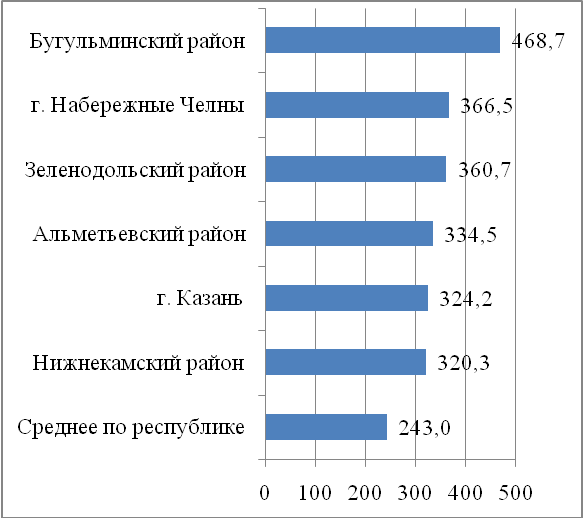 Бугульминский район 468,7
г. Набережные Челны 366,5
Зеленодольский район 360,7
Альметьевский район 334,5
г. Казань 324,2
Нижнекамский район 320,3
Среднее по республике 243,0
0 100 200 300 400 500